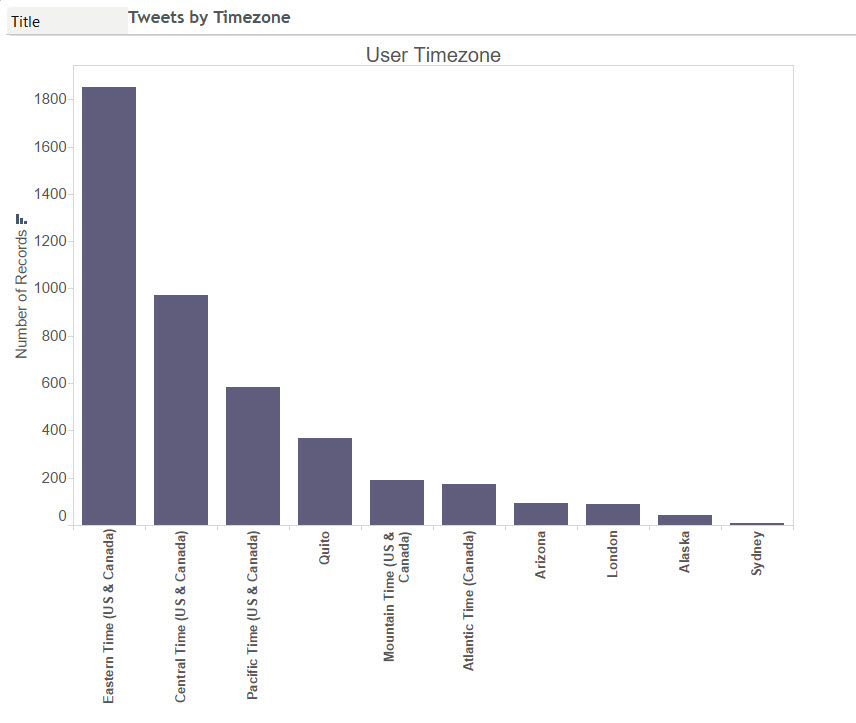 Title
Tweets by Timezone
User Timezone
Number of Records
1800
1600
1400
1200
1000
800
600
400
200
0
Eastern Time (US & Canada)
Central Time (US & Canada)
Pacific Time (US & Canada)
Quito
Mountain Time (US &
Canada)
Atlantic Time (Canada)
Arizona
London
Alaska
Sydney